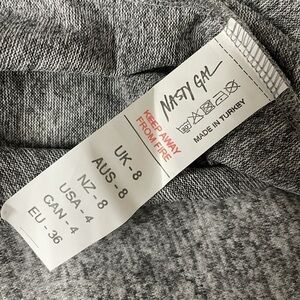 NASTY GAL
MADE IN TURKEY
KEEP AWAY
FROM FIRE
UK - 8
AUS - 8
NZ - 8
USA - 4
CAN - 4
EU - 36